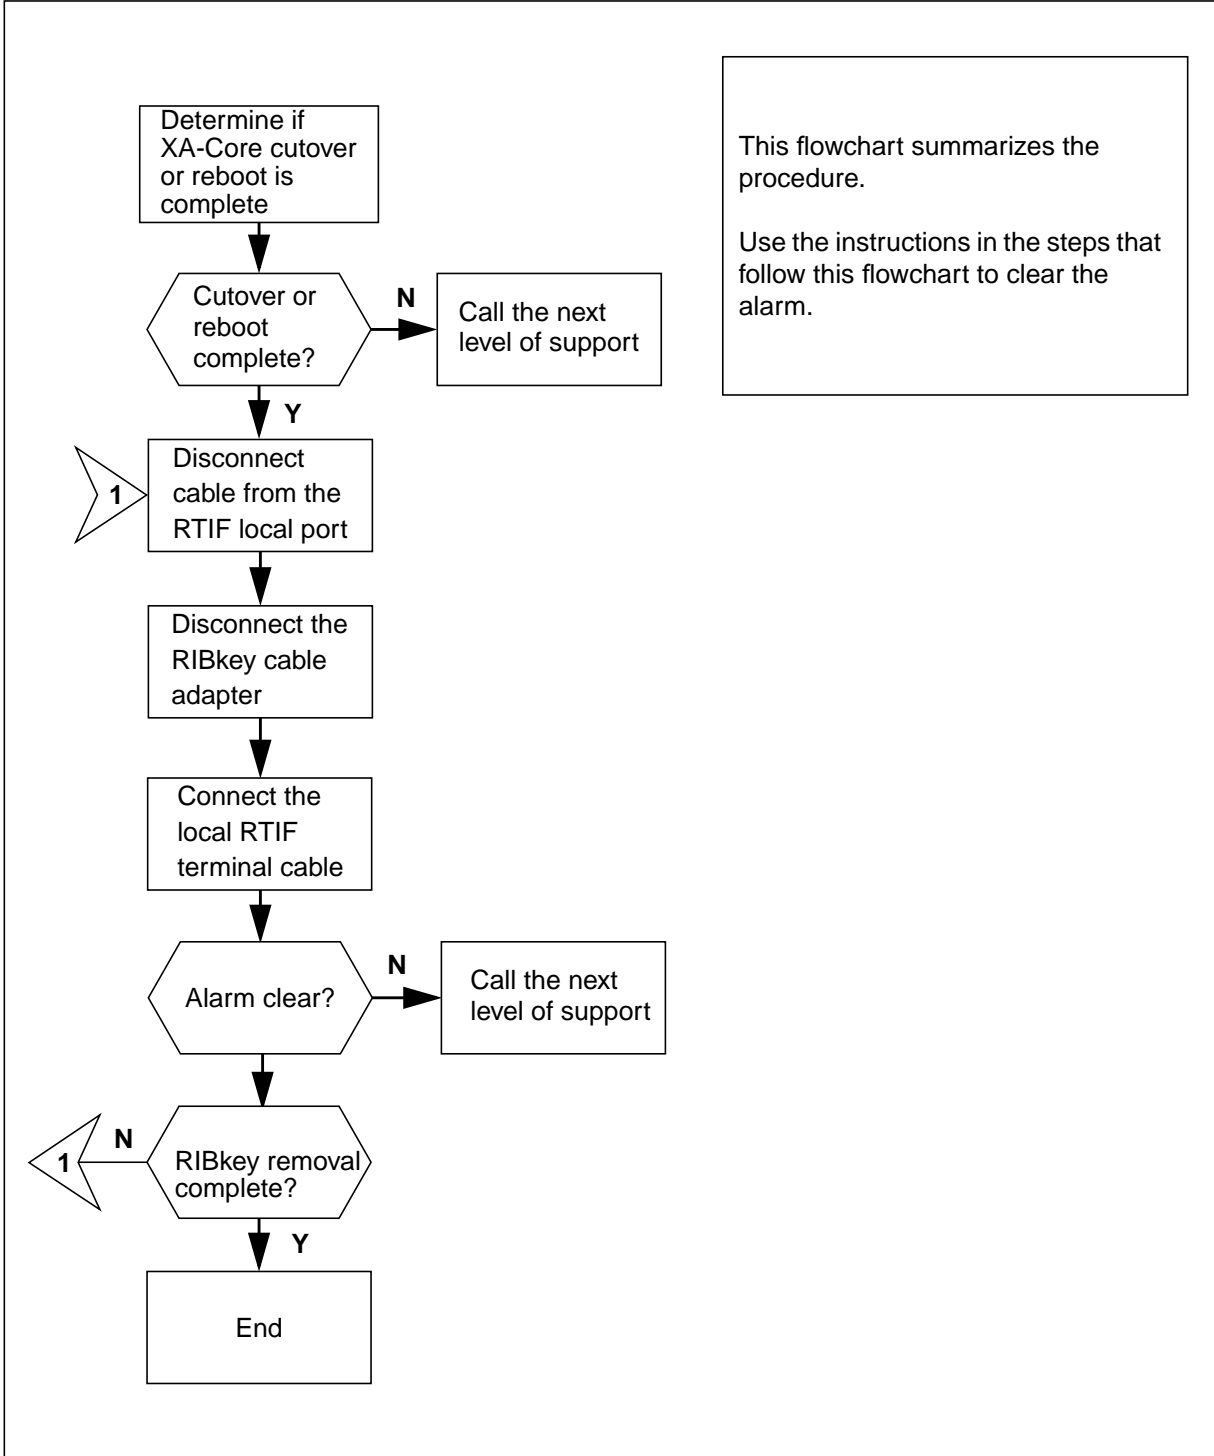 Determine if
XA-Core cutover
or reboot is
complete
This flowchart summarizes the
procedure.
Use the instructions in the steps that
follow this flowchart to clear the
alarm.
Cutover or
reboot
complete?
N
Call the next
level of support
Y
1
Disconnect
cable from the
RTIF local port
Disconnect the
RIBkey cable
adapter
Connect the
local RTIF
terminal cable
Alarm clear?
N
Call the next
level of support
1
N
RIBkey removal
complete?
Y
End